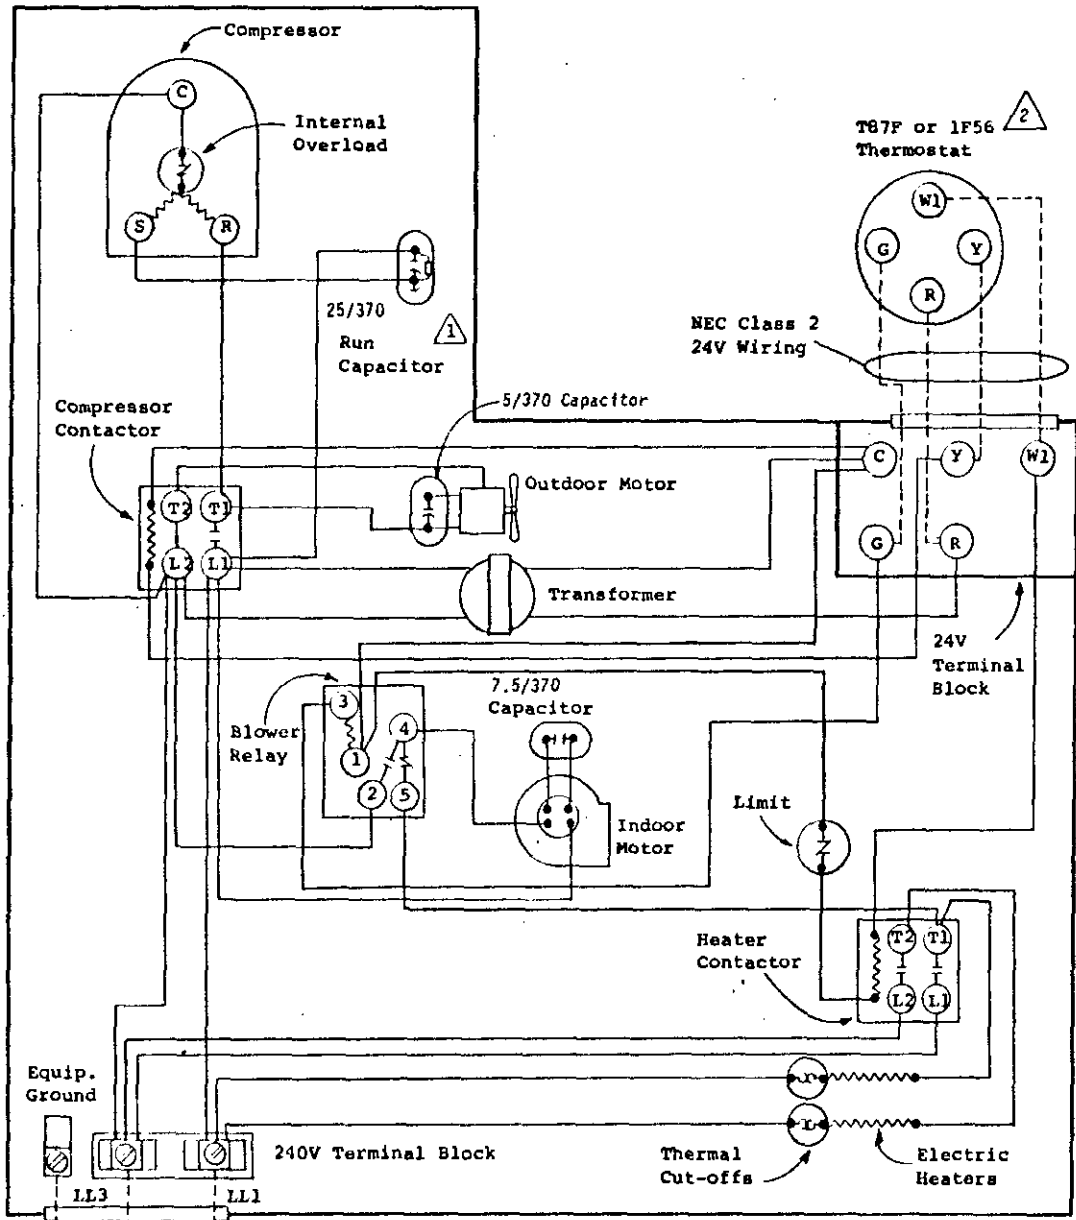 Compressor
C
Internal
Overload
S
R
25/370
Run
Capacitor
1
T87F or 1F56
Thermostat
2
W1
G
Y
R
NEC Class 2
24V Wiring
Compressor
Contactor
5/370 Capacitor
T2
T1
L2
L1
Outdoor Motor
Transformer
C
Y
W1
G
R
24V
Terminal
Block
Blower
Relay
3
4
1
2
5
7.5/370
Capacitor
Indoor
Motor
Limit
Heater
Contactor
T2
T1
L2
L1
Equip.
Ground
240V Terminal Block
LL3
LL1
Thermal
Cut-offs
Electric
Heaters